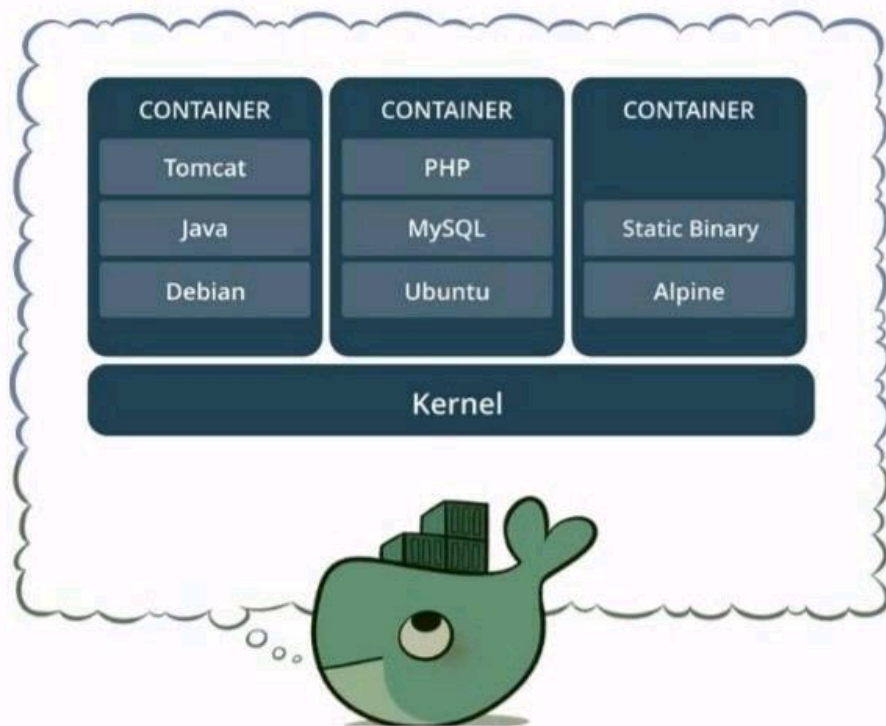 CONTAINER
Tomcat
Java
Debian
CONTAINER
PHP
MySQL
Ubuntu
CONTAINER
Static Binary
Alpine
Kernel